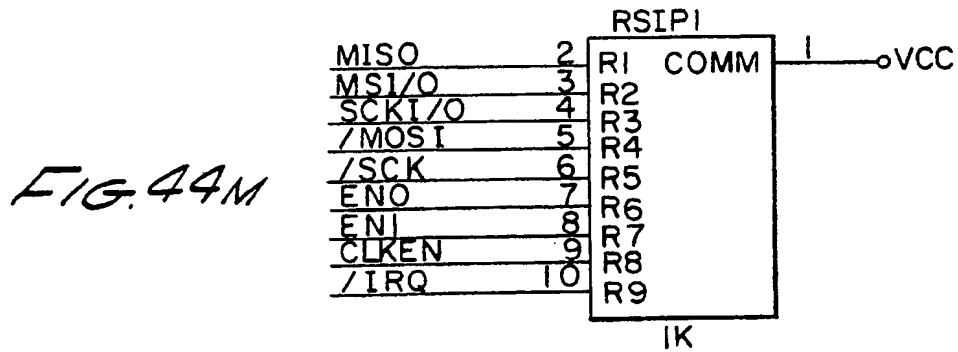 RSIP1
MISO 2 R1 COMM 1 VCC
MSI/O 3 R2
SCKI/O 4 R3
/MOSI 5 R4
/SCK 6 R5
EN0 7 R6
EN1 8 R7
CLKEN 9 R8
/IRQ 10 R9
1K
FIG. 44M